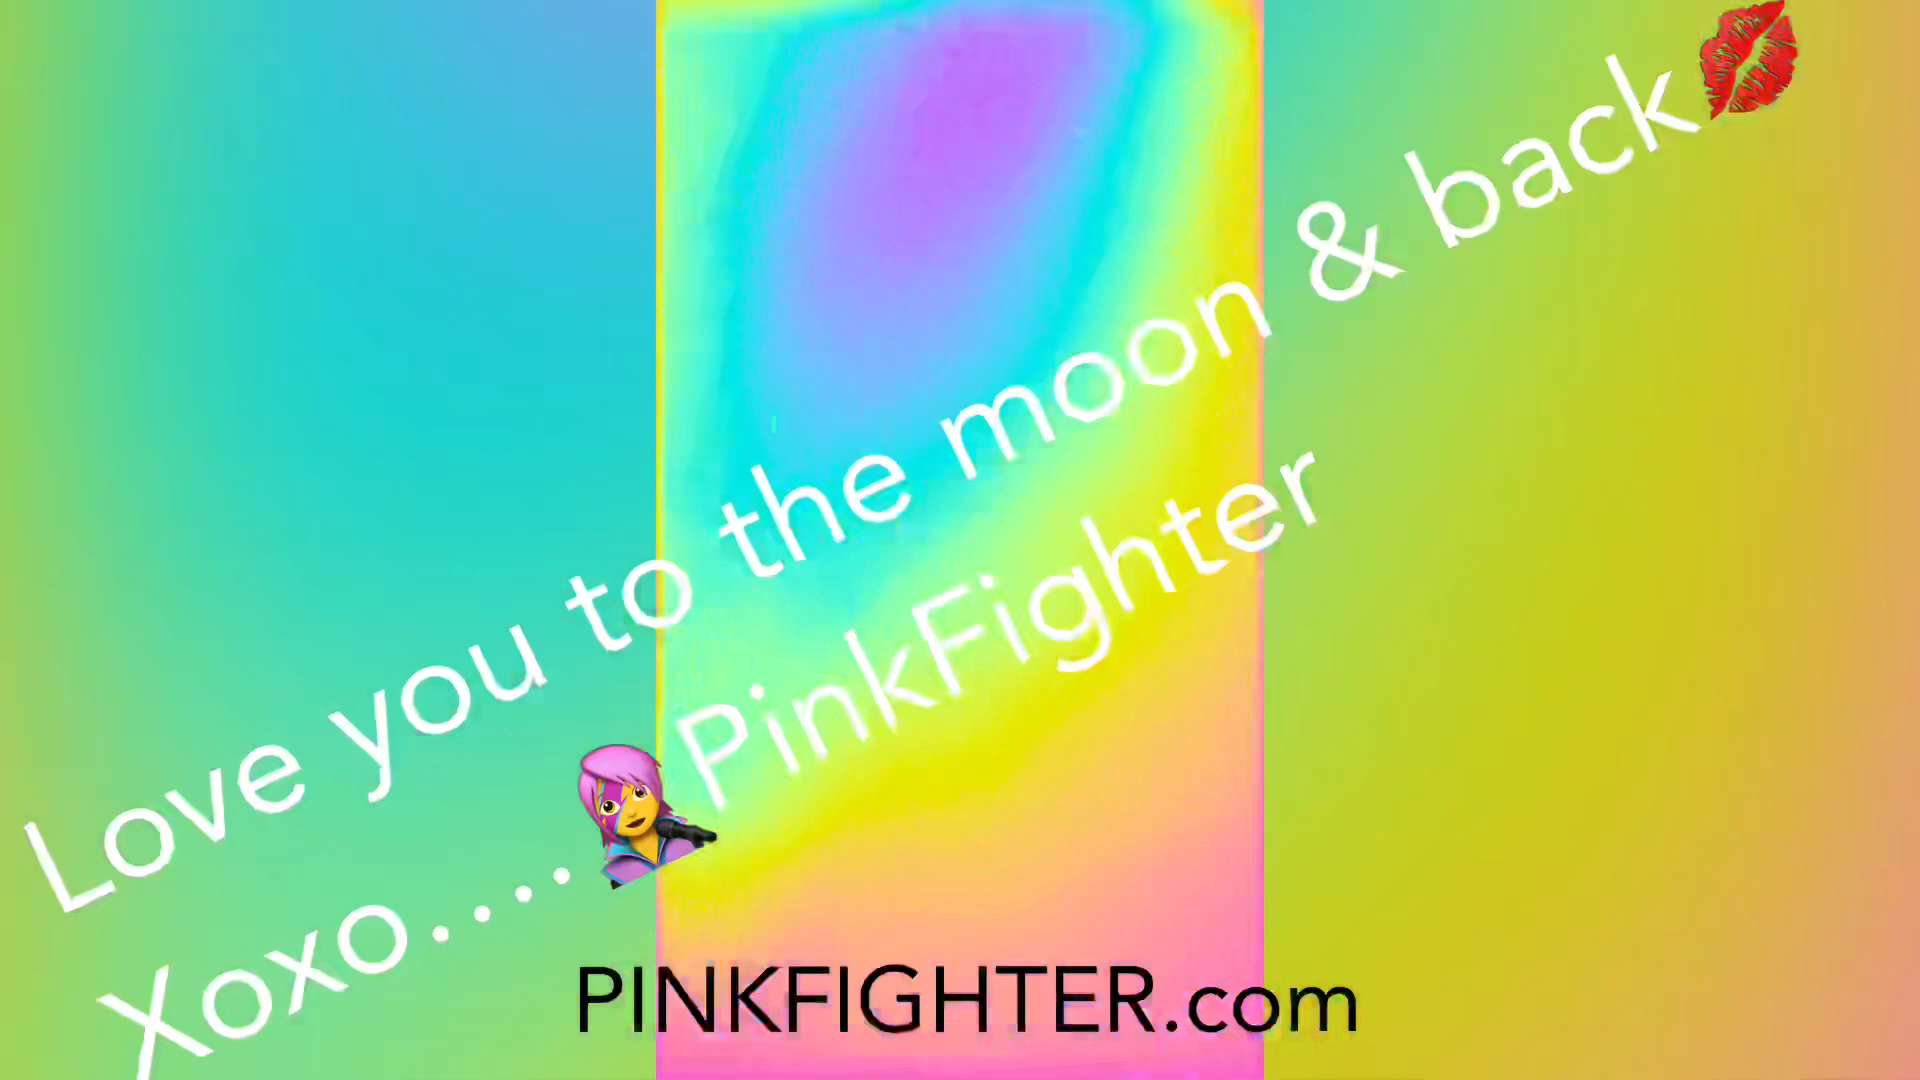 Love you to the moon & back💋
Xoxo.....👩‍🎤PinkFighter
PINKFIGHTER.com